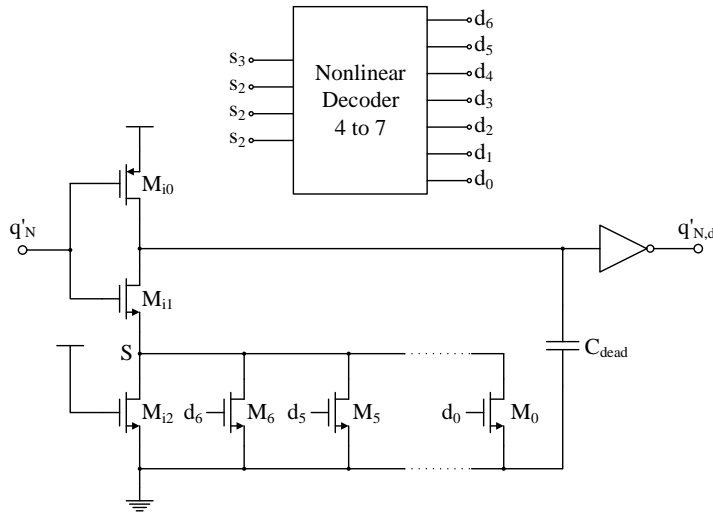 d6
d5
s3
s2
s2
s2
Nonlinear
Decoder
4 to 7
d4
d3
d2
d1
d0
Mi0
q'N
q'N,d
Mi1
S
Cdead
Mi2
d6
M6
d5
M5
d0
M0